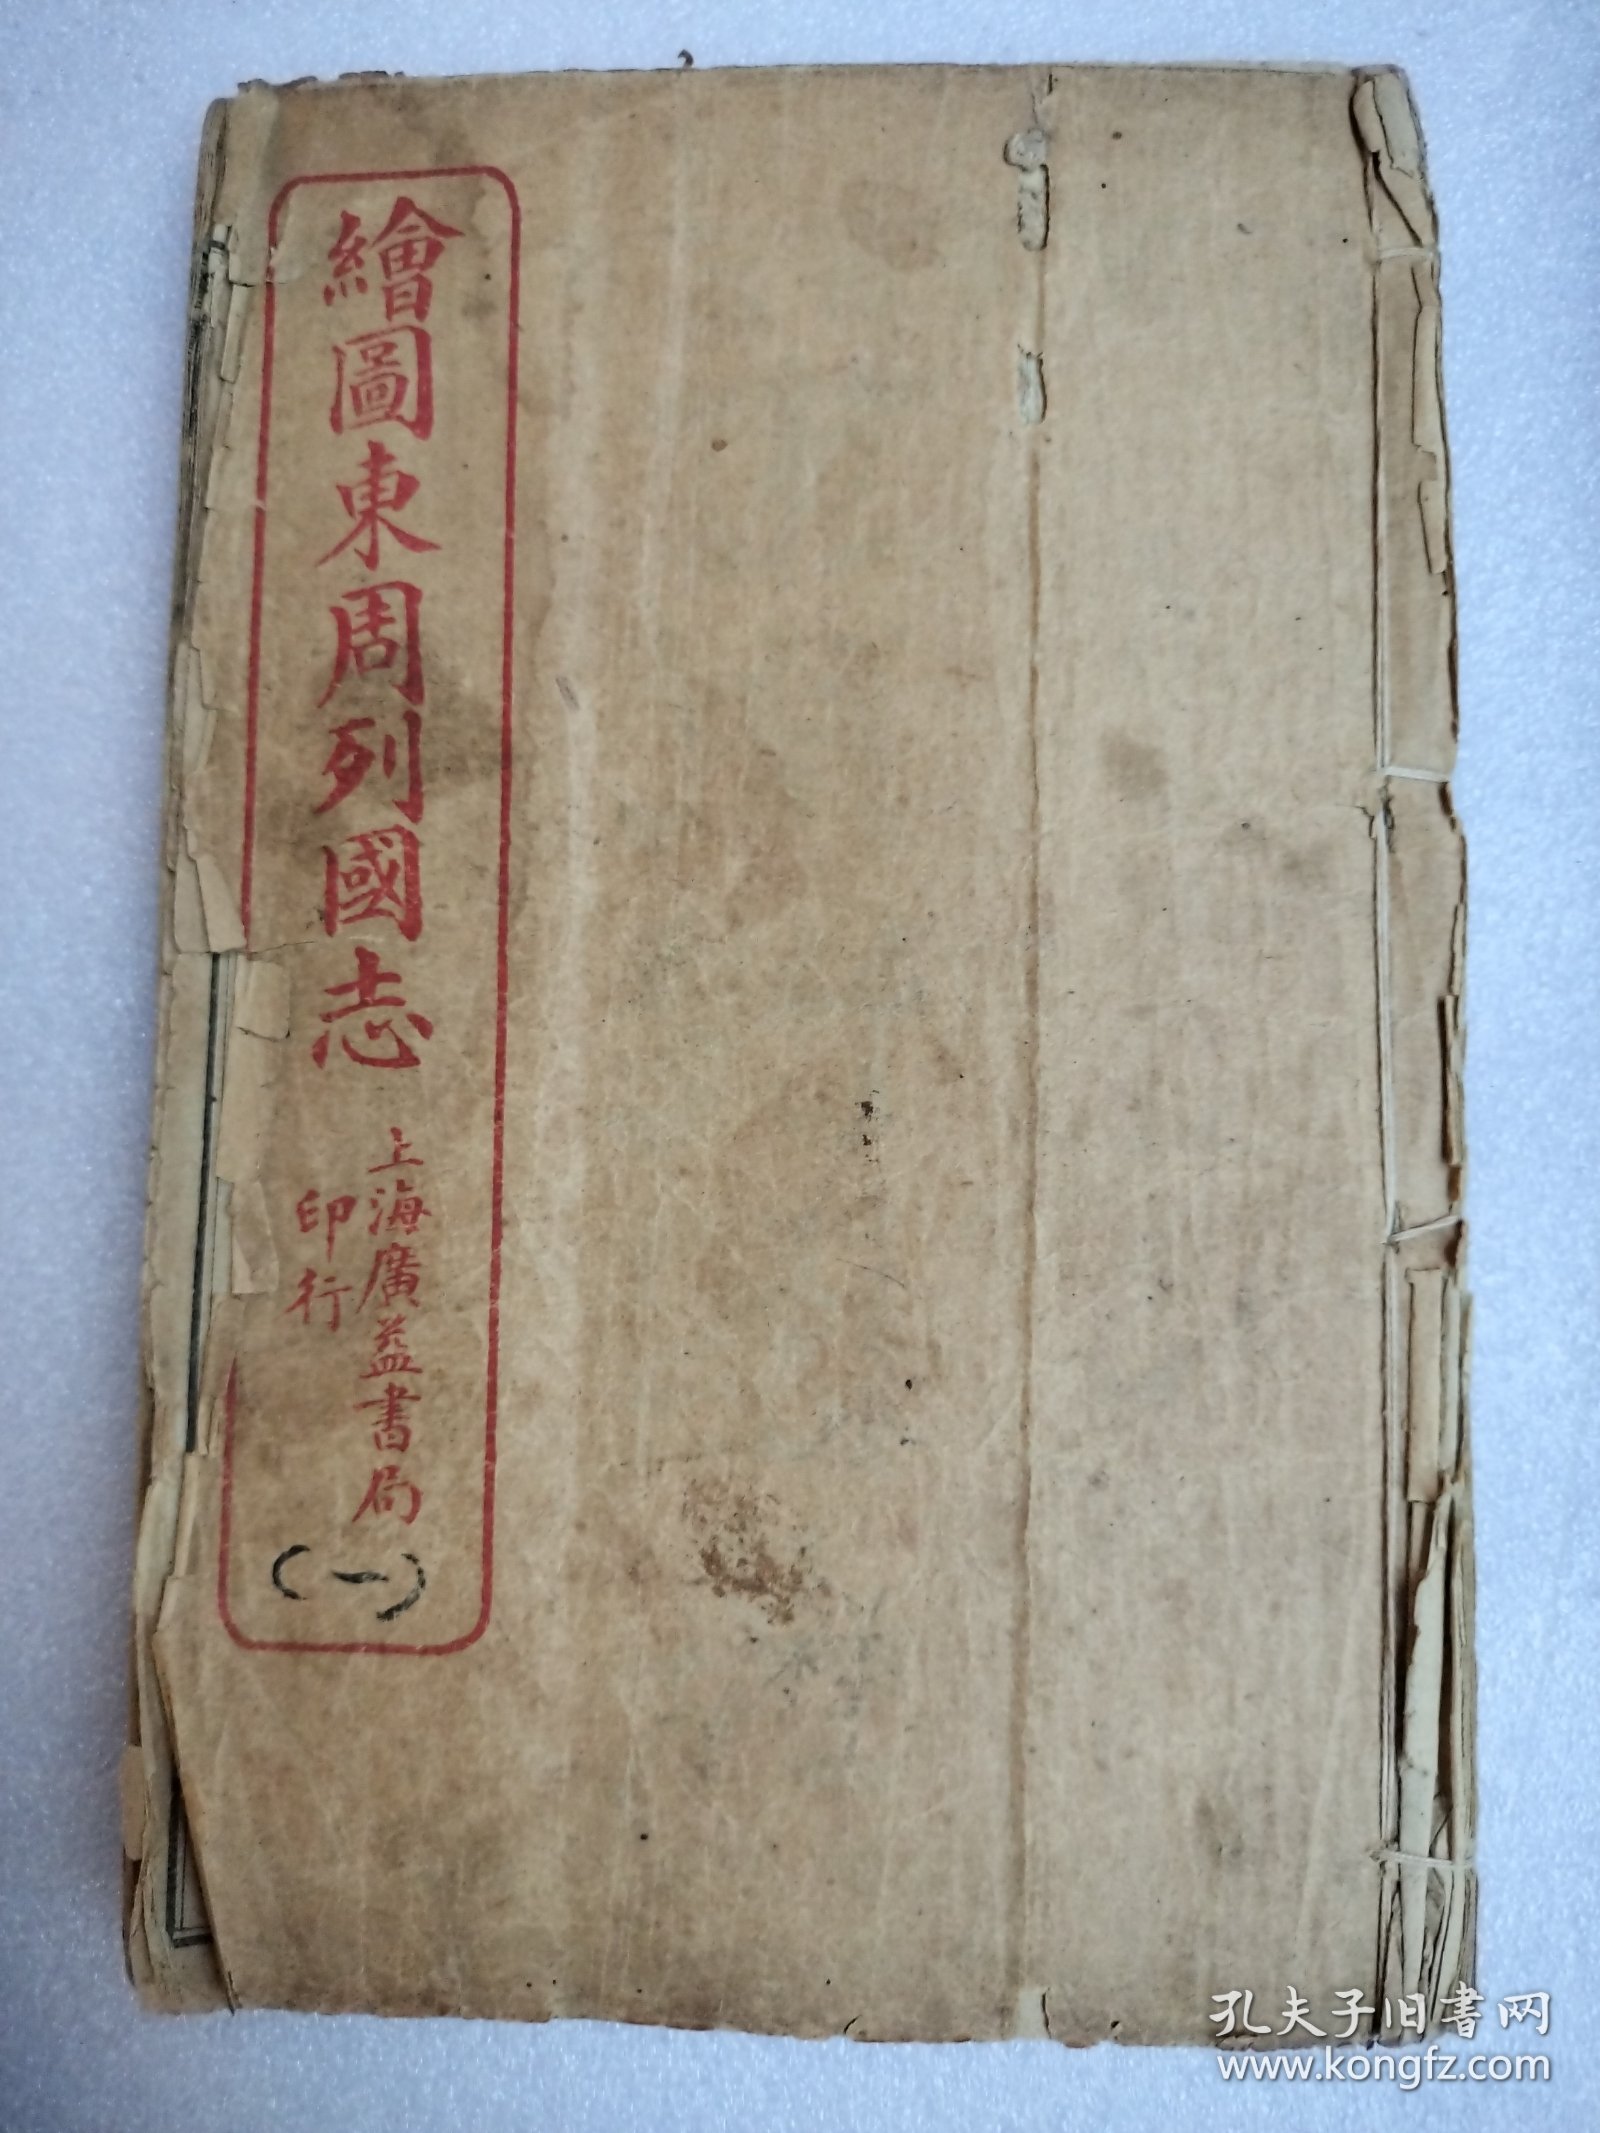 繪圖東周列國志
上海廣益書局
印行
（一）
孔夫子旧书网
www.kongfz.com